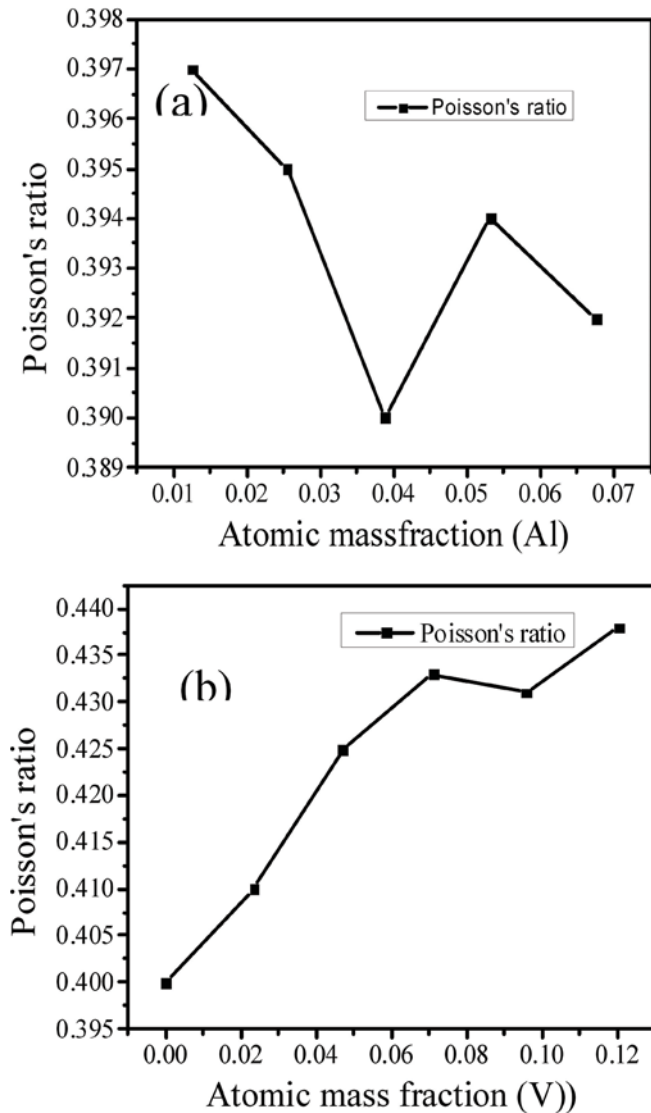 0.398
0.397
0.396
0.395
0.394
0.393
0.392
0.391
0.390
0.389
Poisson's ratio
(a)
Poisson's ratio
0.01 0.02 0.03 0.04 0.05 0.06 0.07
Atomic massfraction (Al)
0.440
0.435
0.430
0.425
0.420
0.415
0.410
0.405
0.400
0.395
Poisson's ratio
(b)
Poisson's ratio
0.00 0.02 0.04 0.06 0.08 0.10 0.12
Atomic mass fraction (V))